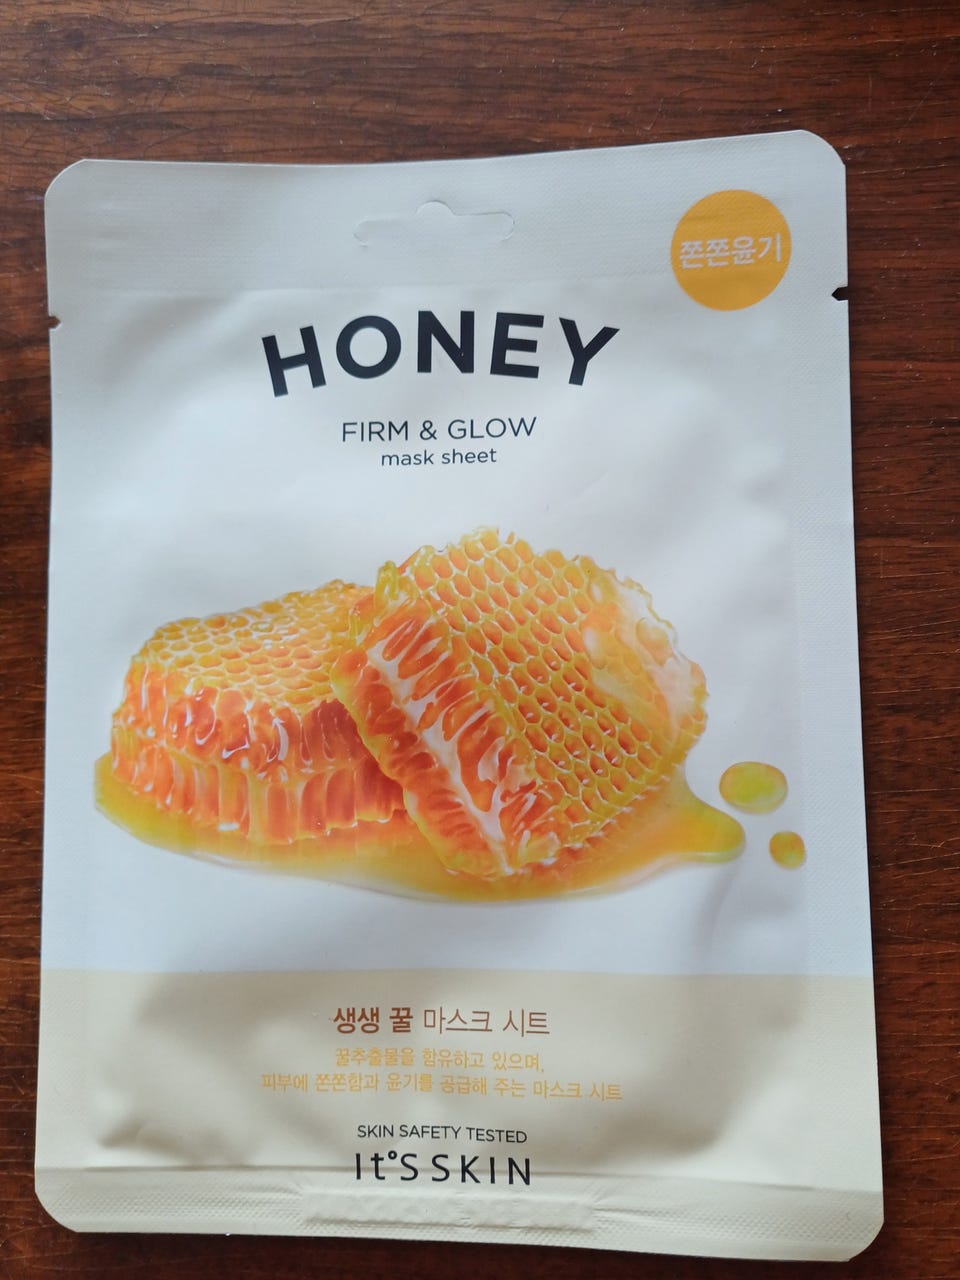 쫀쫀윤기
HONEY
FIRM & GLOW
mask sheet
생생 꿀 마스크 시트
꿀추출물을 함유하고 있으며,
피부에 쫀쫀함과 윤기를 공급해 주는 마스크 시트
SKIN SAFETY TESTED
It°S SKIN